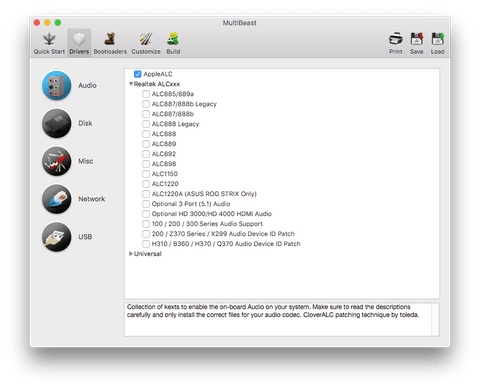 MultiBeast
Quick Start Drivers Bootloaders Customize Build Print Save Load
Audio
Disk
Misc
Network
USB
AppleALC
Realtek ALCxxx
ALC885/889a
ALC887/888b Legacy
ALC887/888b
ALC888 Legacy
ALC888
ALC889
ALC892
ALC898
ALC1150
ALC1220
ALC1220A (ASUS ROG STRIX Only)
Optional 3 Port (5.1) Audio
Optional HD 3000/HD 4000 HDMI Audio
100 / 200 / 300 Series Audio Support
200 / Z370 Series / X299 Audio Device ID Patch
H310 / B360 / H370 / Q370 Audio Device ID Patch
Universal
Collection of kexts to enable the on-board Audio on your system. Make sure to read the descriptions
carefully and only install the correct files for your audio codec. CloverALC patching technique by toleda.